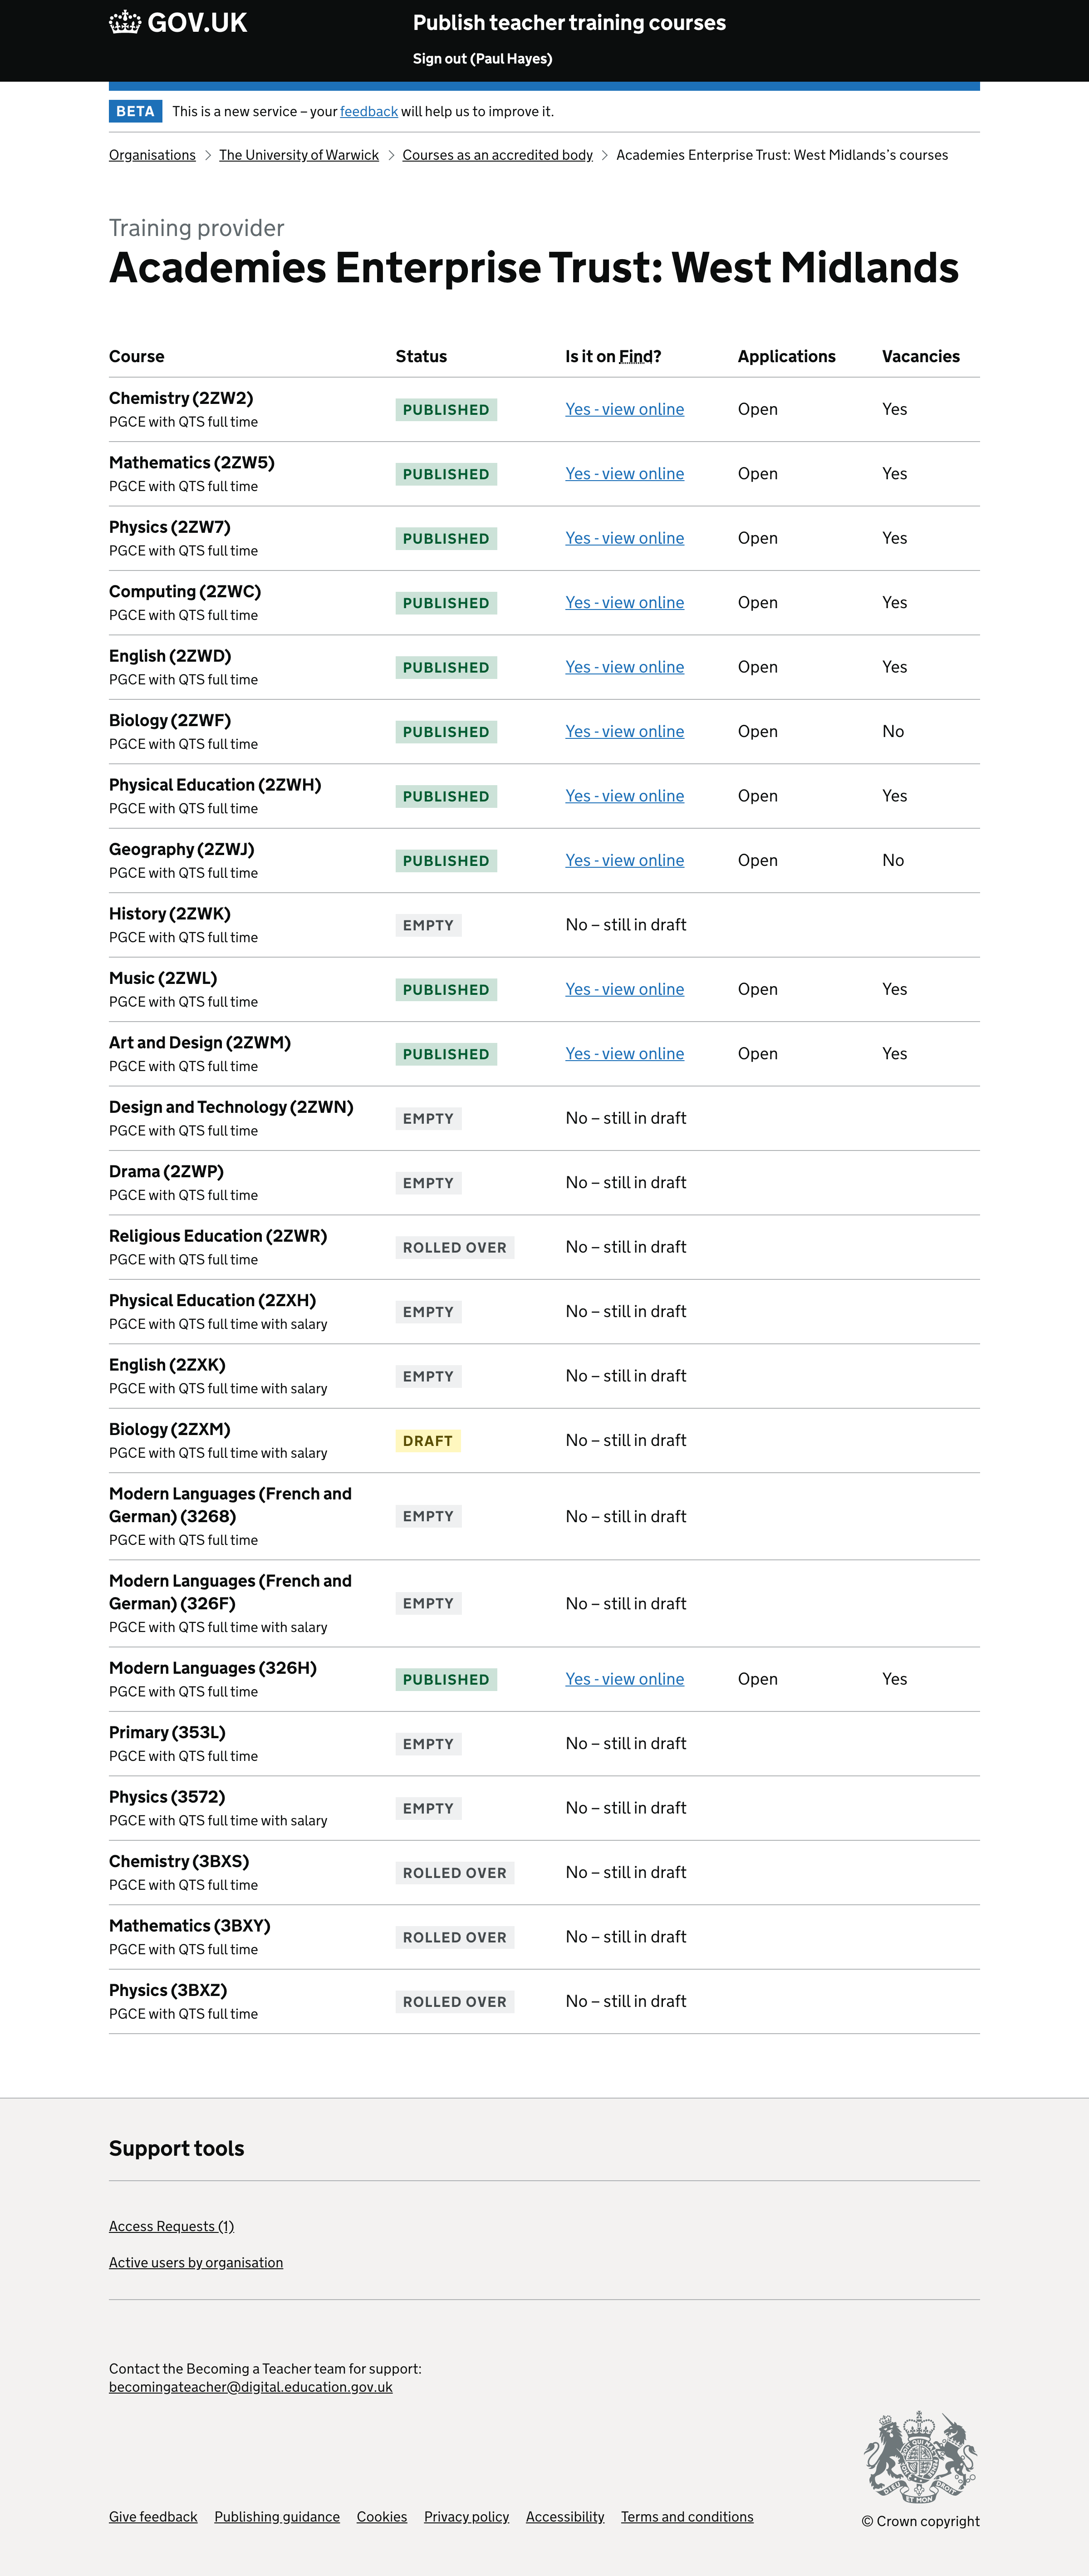 GOV.UK
Publish teacher training courses
Sign out (Paul Hayes)
BETA This is a new service – your feedback will help us to improve it.
Organisations > The University of Warwick > Courses as an accredited body > Academies Enterprise Trust: West Midlands's courses
Training provider
Academies Enterprise Trust: West Midlands
Course Status Is it on Find? Applications Vacancies
Chemistry (2ZW2)
PGCE with QTS full time
PUBLISHED Yes - view online Open Yes
Mathematics (2ZW5)
PGCE with QTS full time
PUBLISHED Yes - view online Open Yes
Physics (2ZW7)
PGCE with QTS full time
PUBLISHED Yes - view online Open Yes
Computing (2ZWC)
PGCE with QTS full time
PUBLISHED Yes - view online Open Yes
English (2ZWD)
PGCE with QTS full time
PUBLISHED Yes - view online Open Yes
Biology (2ZWF)
PGCE with QTS full time
PUBLISHED Yes - view online Open No
Physical Education (2ZWH)
PGCE with QTS full time
PUBLISHED Yes - view online Open Yes
Geography (2ZWJ)
PGCE with QTS full time
PUBLISHED Yes - view online Open No
History (2ZWK)
PGCE with QTS full time
EMPTY No – still in draft
Music (2ZWL)
PGCE with QTS full time
PUBLISHED Yes - view online Open Yes
Art and Design (2ZWM)
PGCE with QTS full time
PUBLISHED Yes - view online Open Yes
Design and Technology (2ZWN)
PGCE with QTS full time
EMPTY No – still in draft
Drama (2ZWP)
PGCE with QTS full time
EMPTY No – still in draft
Religious Education (2ZWR)
PGCE with QTS full time
ROLLED OVER No – still in draft
Physical Education (2ZXH)
PGCE with QTS full time with salary
EMPTY No – still in draft
English (2ZXK)
PGCE with QTS full time with salary
EMPTY No – still in draft
Biology (2ZXM)
PGCE with QTS full time with salary
DRAFT No – still in draft
Modern Languages (French and
German) (3268)
PGCE with QTS full time
EMPTY No – still in draft
Modern Languages (French and
German) (326F)
PGCE with QTS full time with salary
EMPTY No – still in draft
Modern Languages (326H)
PGCE with QTS full time
PUBLISHED Yes - view online Open Yes
Primary (353L)
PGCE with QTS full time
EMPTY No – still in draft
Physics (3572)
PGCE with QTS full time with salary
EMPTY No – still in draft
Chemistry (3BXS)
PGCE with QTS full time
ROLLED OVER No – still in draft
Mathematics (3BXY)
PGCE with QTS full time
ROLLED OVER No – still in draft
Physics (3BXZ)
PGCE with QTS full time
ROLLED OVER No – still in draft
Support tools
Access Requests (1)
Active users by organisation
Contact the Becoming a Teacher team for support:
becomingateacher@digital.education.gov.uk
DIEU ET MON DROIT
Give feedback Publishing guidance Cookies Privacy policy Accessibility Terms and conditions
© Crown copyright